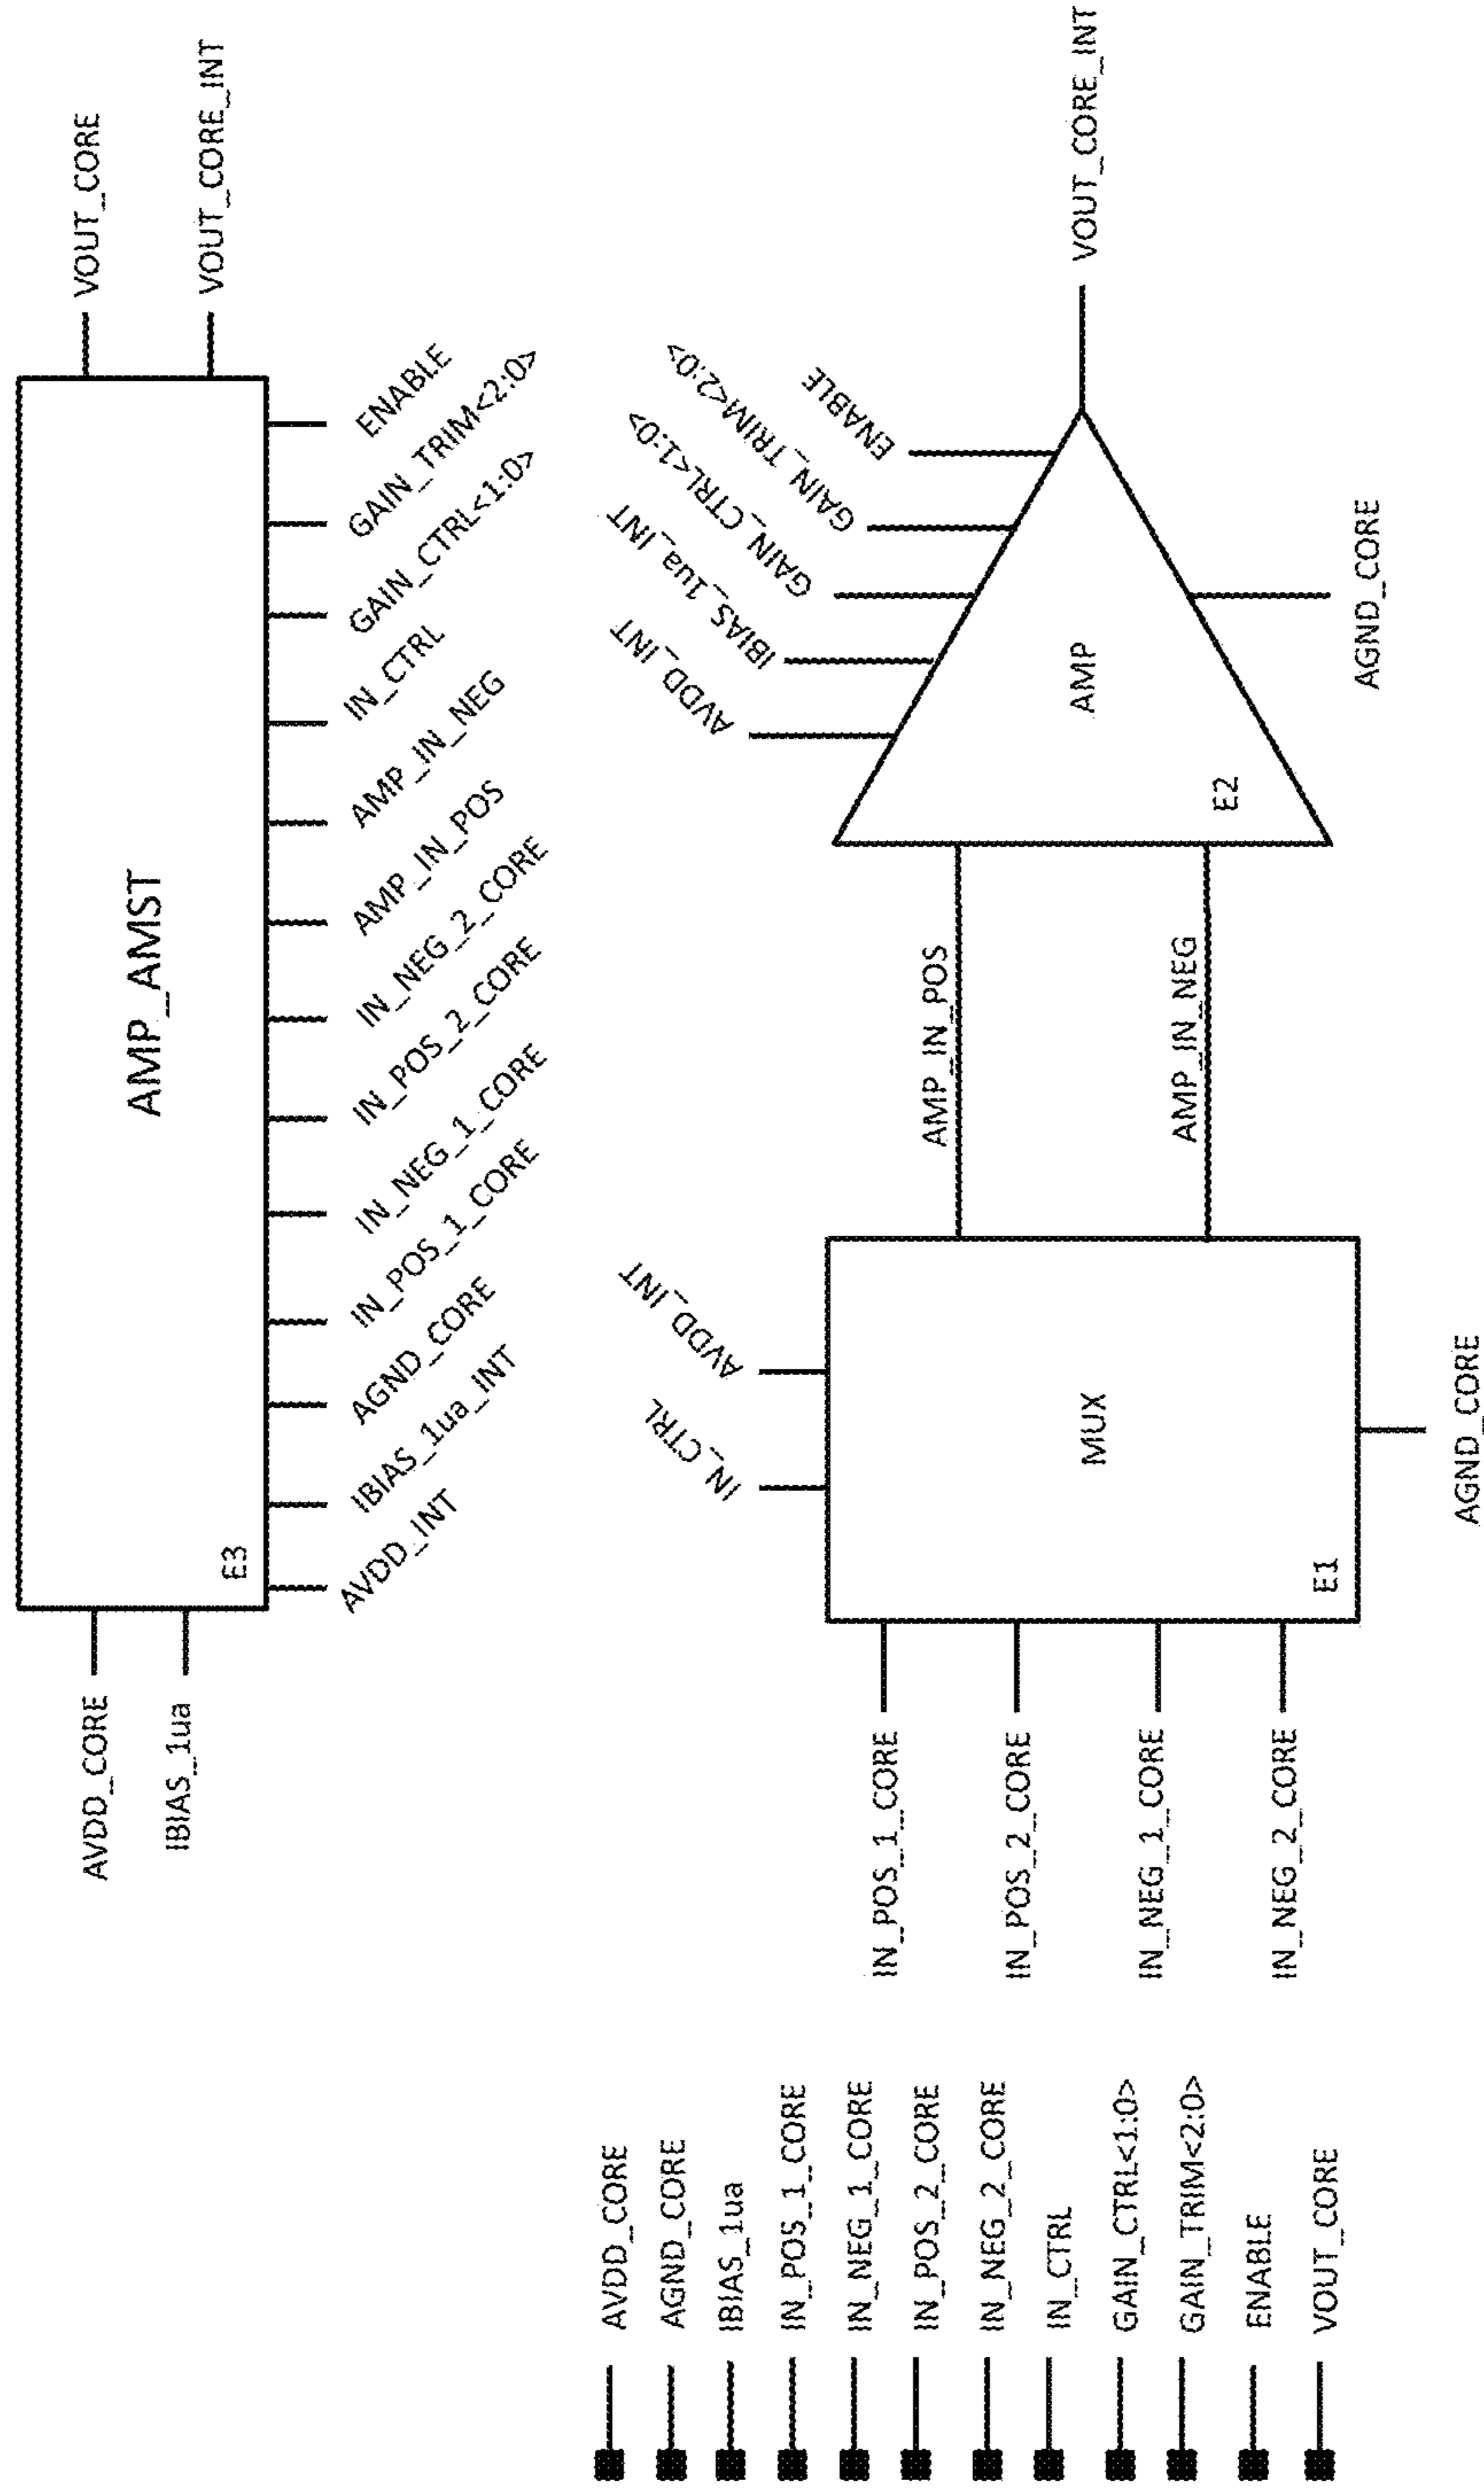 AVDD_CORE
IBIAS_1ua
AMP_AMST
E3
VOUT_CORE
VOUT_CORE_INT
AVDD_INT
IBIAS_1ua_INT
AGND_CORE
IN_POS_1_CORE
IN_NEG_1_CORE
IN_POS_2_CORE
IN_NEG_2_CORE
AMP_IN_POS
AMP_IN_NEG
IN_CTRL
GAIN_CTRL<1:0>
GAIN_TRIM<2:0>
ENABLE
AVDD_CORE
AGND_CORE
IBIAS_1ua
IN_POS_1_CORE
IN_NEG_1_CORE
IN_POS_2_CORE
IN_NEG_2_CORE
IN_CTRL
GAIN_CTRL<1:0>
GAIN_TRIM<2:0>
ENABLE
VOUT_CORE
IN_POS_1_CORE
IN_POS_2_CORE
IN_NEG_1_CORE
IN_NEG_2_CORE
IN_CTRL
AVDD_INT
MUX
E1
AGND_CORE
AMP_IN_POS
AMP_IN_NEG
AVDD_INT
IBIAS_1ua_INT
GAIN_CTRL<1:0>
GAIN_TRIM<2:0>
ENABLE
AMP
E2
AGND_CORE
VOUT_CORE_INT